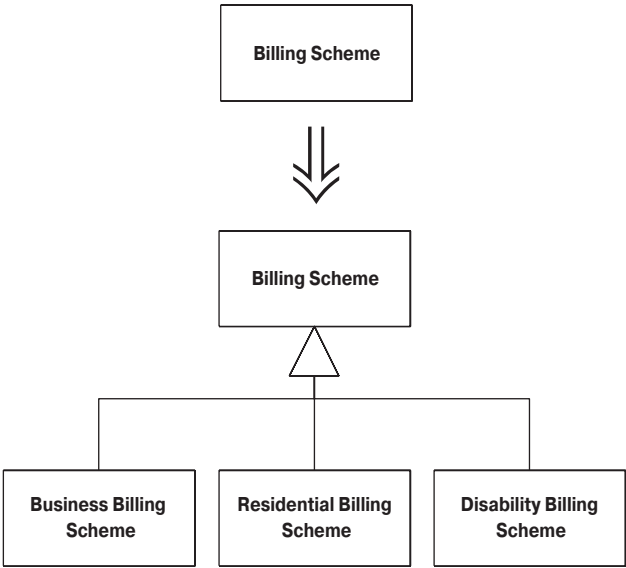 Billing Scheme
Billing Scheme
Business Billing
Scheme
Residential Billing
Scheme
Disability Billing
Scheme